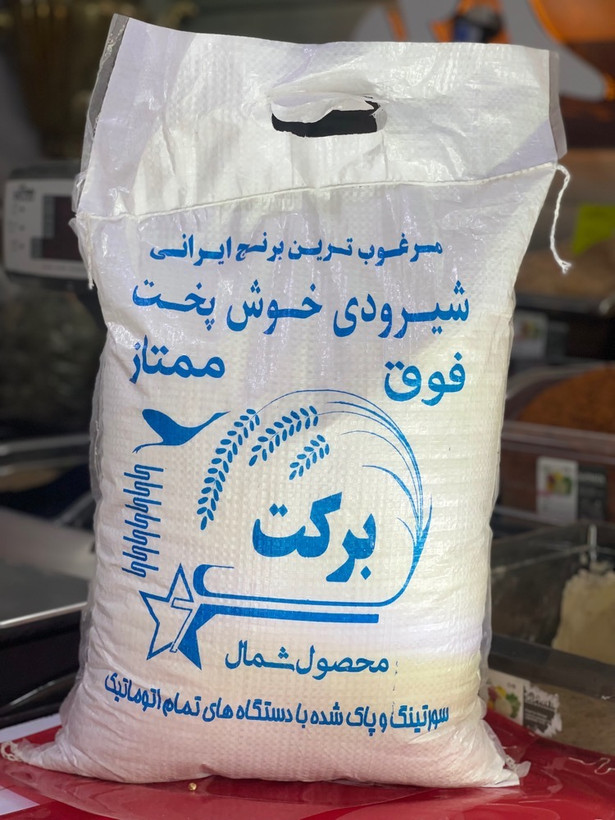 مرغوب ترین برنج ایرانی
شیرودی خوش پخت
فوق ممتاز
برکت
محصول شمال
سورتینگ و پاک شده با دستگاه های تمام اتوماتیک